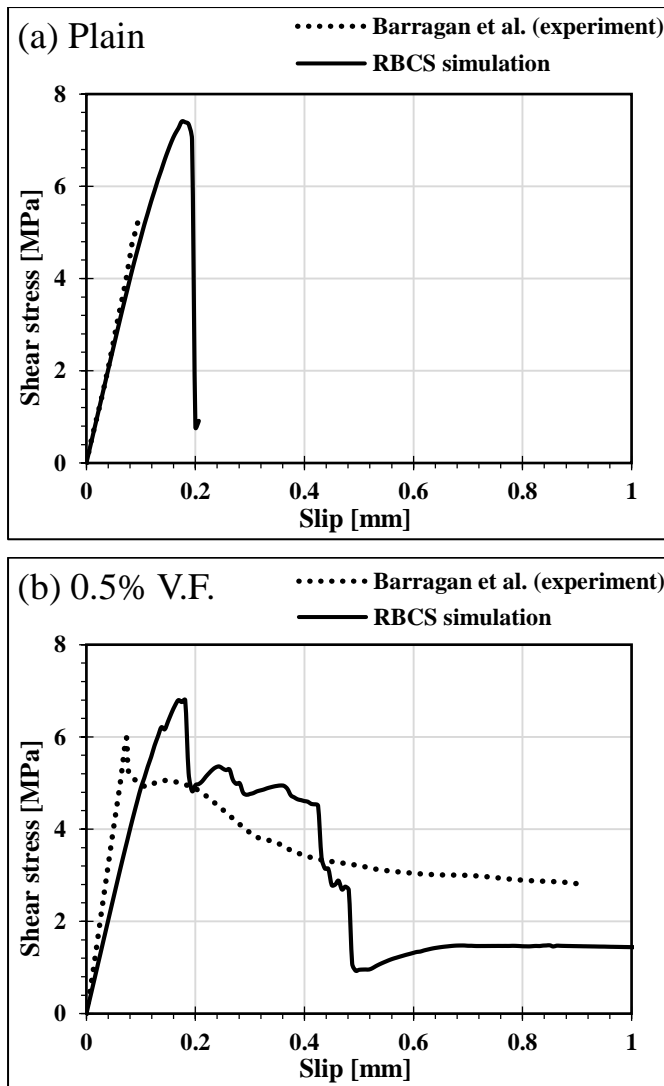 (a) Plain
Barragan et al. (experiment)
RBCS simulation
Shear stress [MPa]
8
6
4
2
0
0 0.2 0.4 0.6 0.8 1
Slip [mm]
(b) 0.5% V.F.
Barragan et al. (experiment)
RBCS simulation
Shear stress [MPa]
8
6
4
2
0
0 0.2 0.4 0.6 0.8 1
Slip [mm]